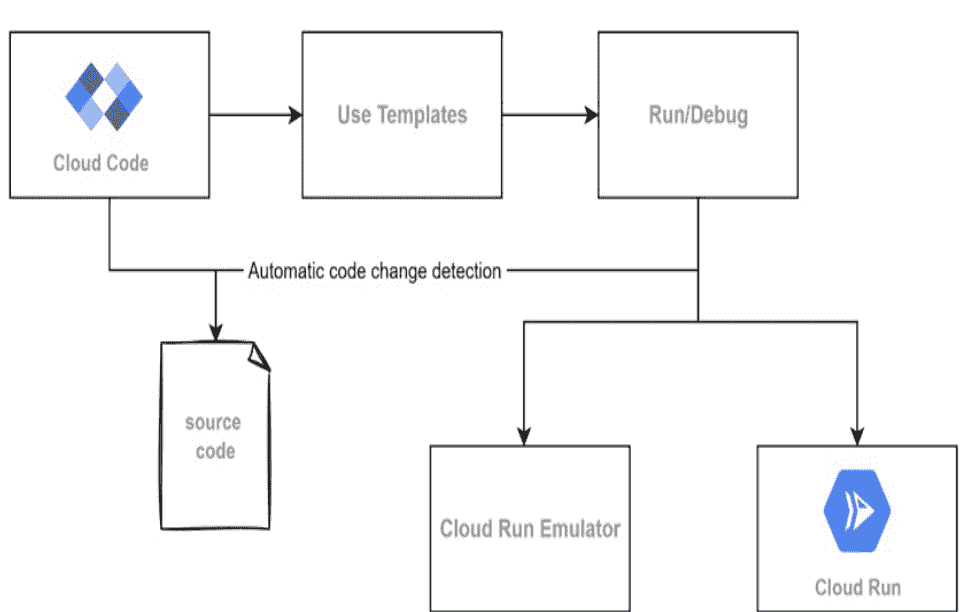 Cloud Code
Use Templates
Run/Debug
Automatic code change detection
source
code
Cloud Run Emulator
Cloud Run